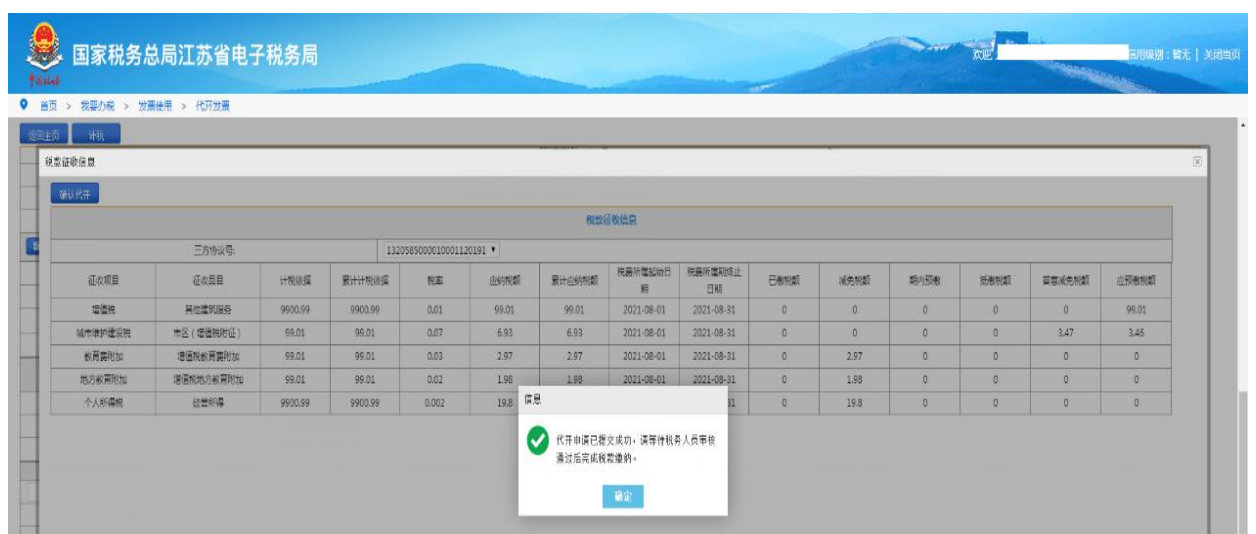 国家税务总局江苏省电子税务局
中国税务
欢迎， 信用级别：暂无 | 关闭当页
首页 > 我要办税 > 发票使用 > 代开发票
返回主页 计税
税款征收信息
确认代开
税款征收信息
三方协议号: 1320585000010001120191
征收项目 征收品目 计税依据 累计计税依据 税率 应纳税额 累计应纳税额 税款所属起始日期 税款所属期终止日期 已缴税额 减免税额 期内预缴 抵缴税额 普惠减免税额 应预缴税额
增值税 其他建筑服务 9900.99 9900.99 0.01 99.01 99.01 2021-08-01 2021-08-31 0 0 0 0 0 99.01
城市维护建设税 市区（增值税附征） 99.01 99.01 0.07 6.93 6.93 2021-08-01 2021-08-31 0 0 0 0 3.47 3.46
教育费附加 增值税教育费附加 99.01 99.01 0.03 2.97 2.97 2021-08-01 2021-08-31 0 2.97 0 0 0 0
地方教育附加 增值税地方教育附加 99.01 99.01 0.02 1.98 1.98 2021-08-01 2021-08-31 0 1.98 0 0 0 0
个人所得税 经营所得 9900.99 9900.99 0.002 19.8 31 0 19.8 0 0 0 0
信息
代开申请已提交成功，请等待税务人员审核
通过后完成税款缴纳。
确定